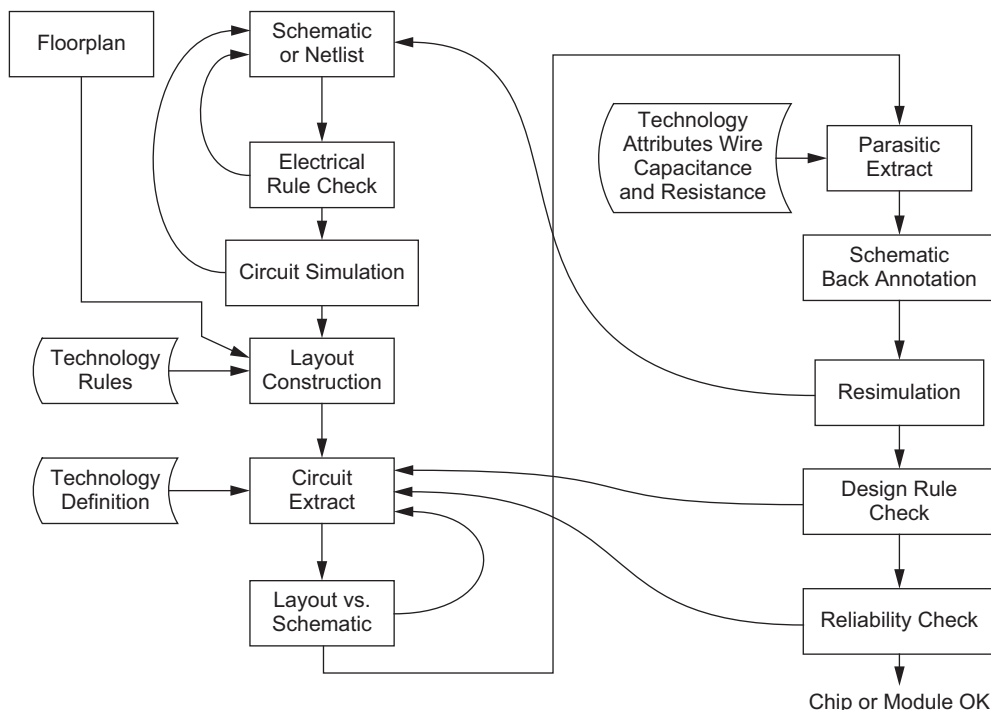 Floorplan
Schematic
or Netlist
Electrical
Rule Check
Circuit Simulation
Technology
Rules
Layout
Construction
Technology
Definition
Circuit
Extract
Layout vs.
Schematic
Technology
Attributes Wire
Capacitance
and Resistance
Parasitic
Extract
Schematic
Back Annotation
Resimulation
Design Rule
Check
Reliability Check
Chip or Module OK